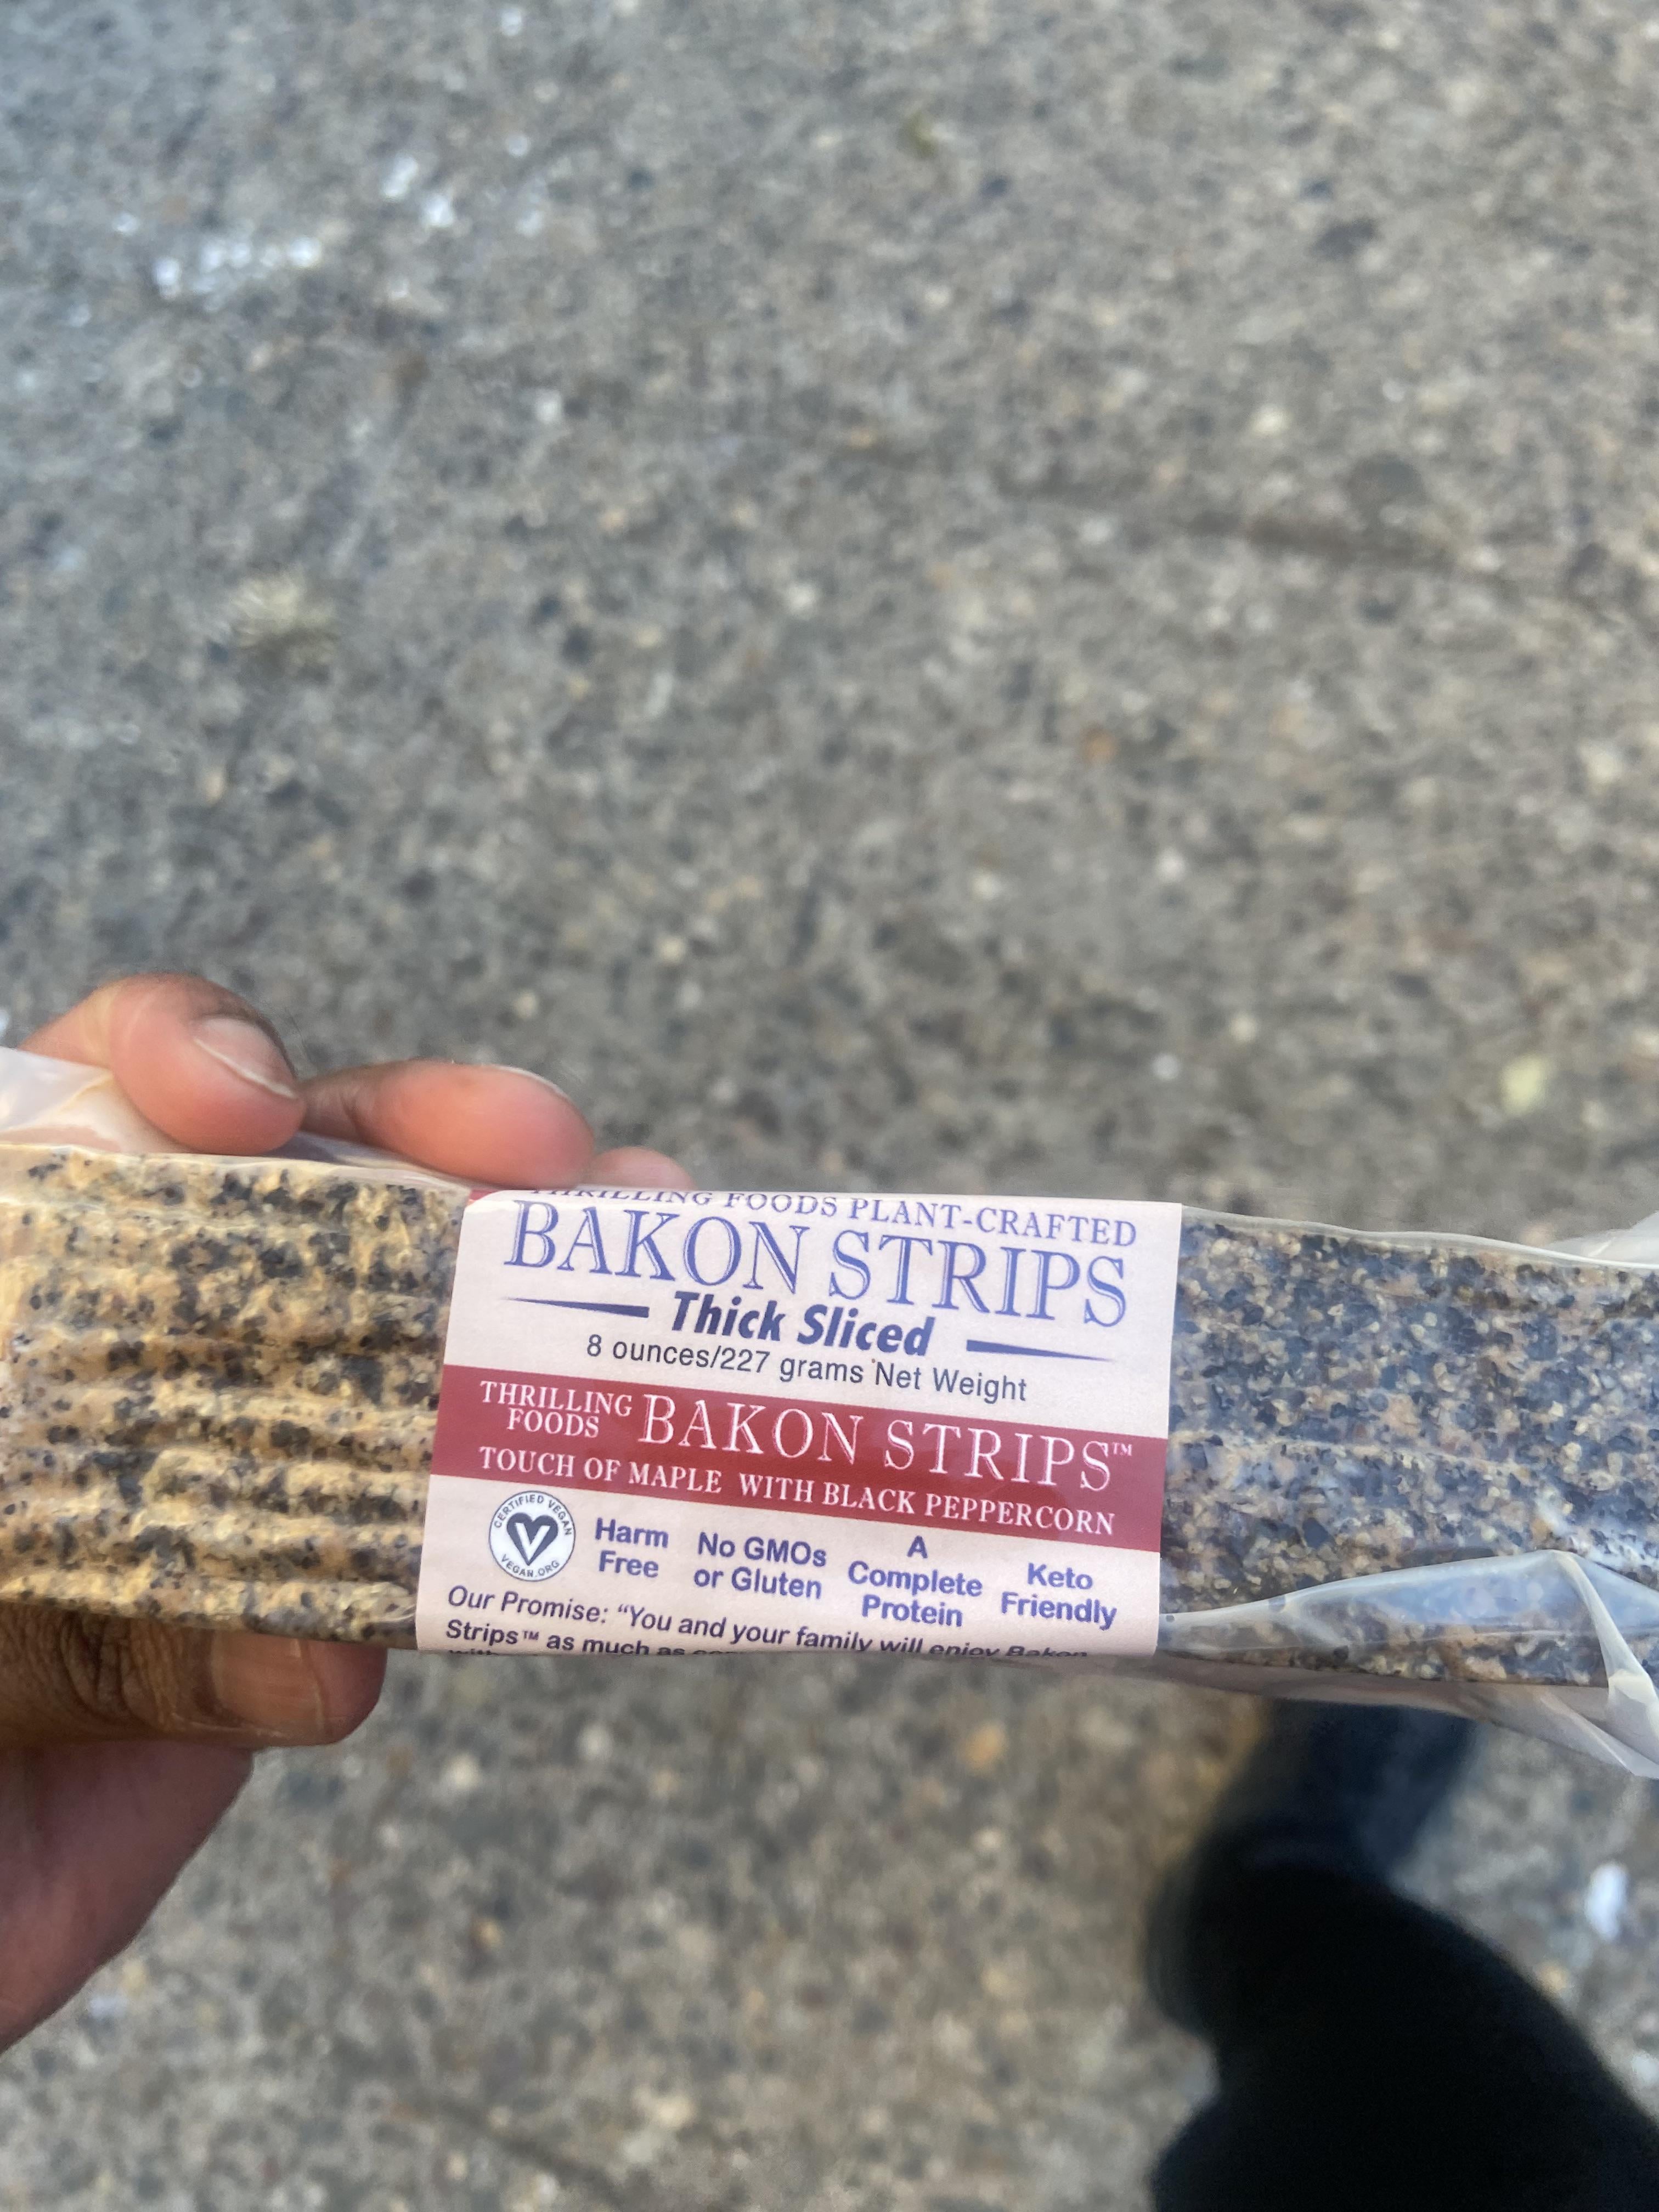 THRILLING FOODS PLANT-CRAFTED
BAKON STRIPS
Thick Sliced
8 ounces/227 grams Net Weight
THRILLING
FOODS
BAKON STRIPS™
TOUCH OF MAPLE WITH BLACK PEPPERCORN
CERTIFIED VEGAN
VEGAN.ORG
Harm
Free
No GMOs
or Gluten
A
Complete
Protein
Keto
Friendly
Our Promise: "You and your family will enjoy Bakon
Strips™ as much as